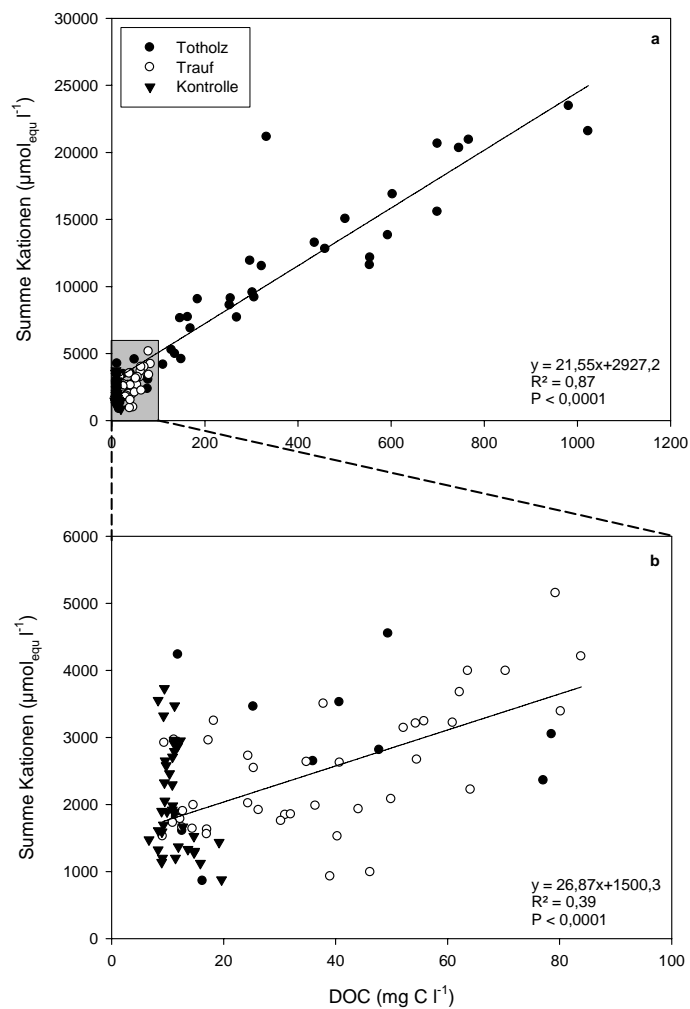 30000
25000
20000
15000
10000
5000
0
Summe Kationen (µmol_equ l⁻¹)
a
Totholz
Trauf
Kontrolle
y = 21,55x+2927,2
R² = 0,87
P < 0,0001
0 200 400 600 800 1000 1200
6000
5000
4000
3000
2000
1000
0
Summe Kationen (µmol_equ l⁻¹)
b
y = 26,87x+1500,3
R² = 0,39
P < 0,0001
0 20 40 60 80 100
DOC (mg C l⁻¹)